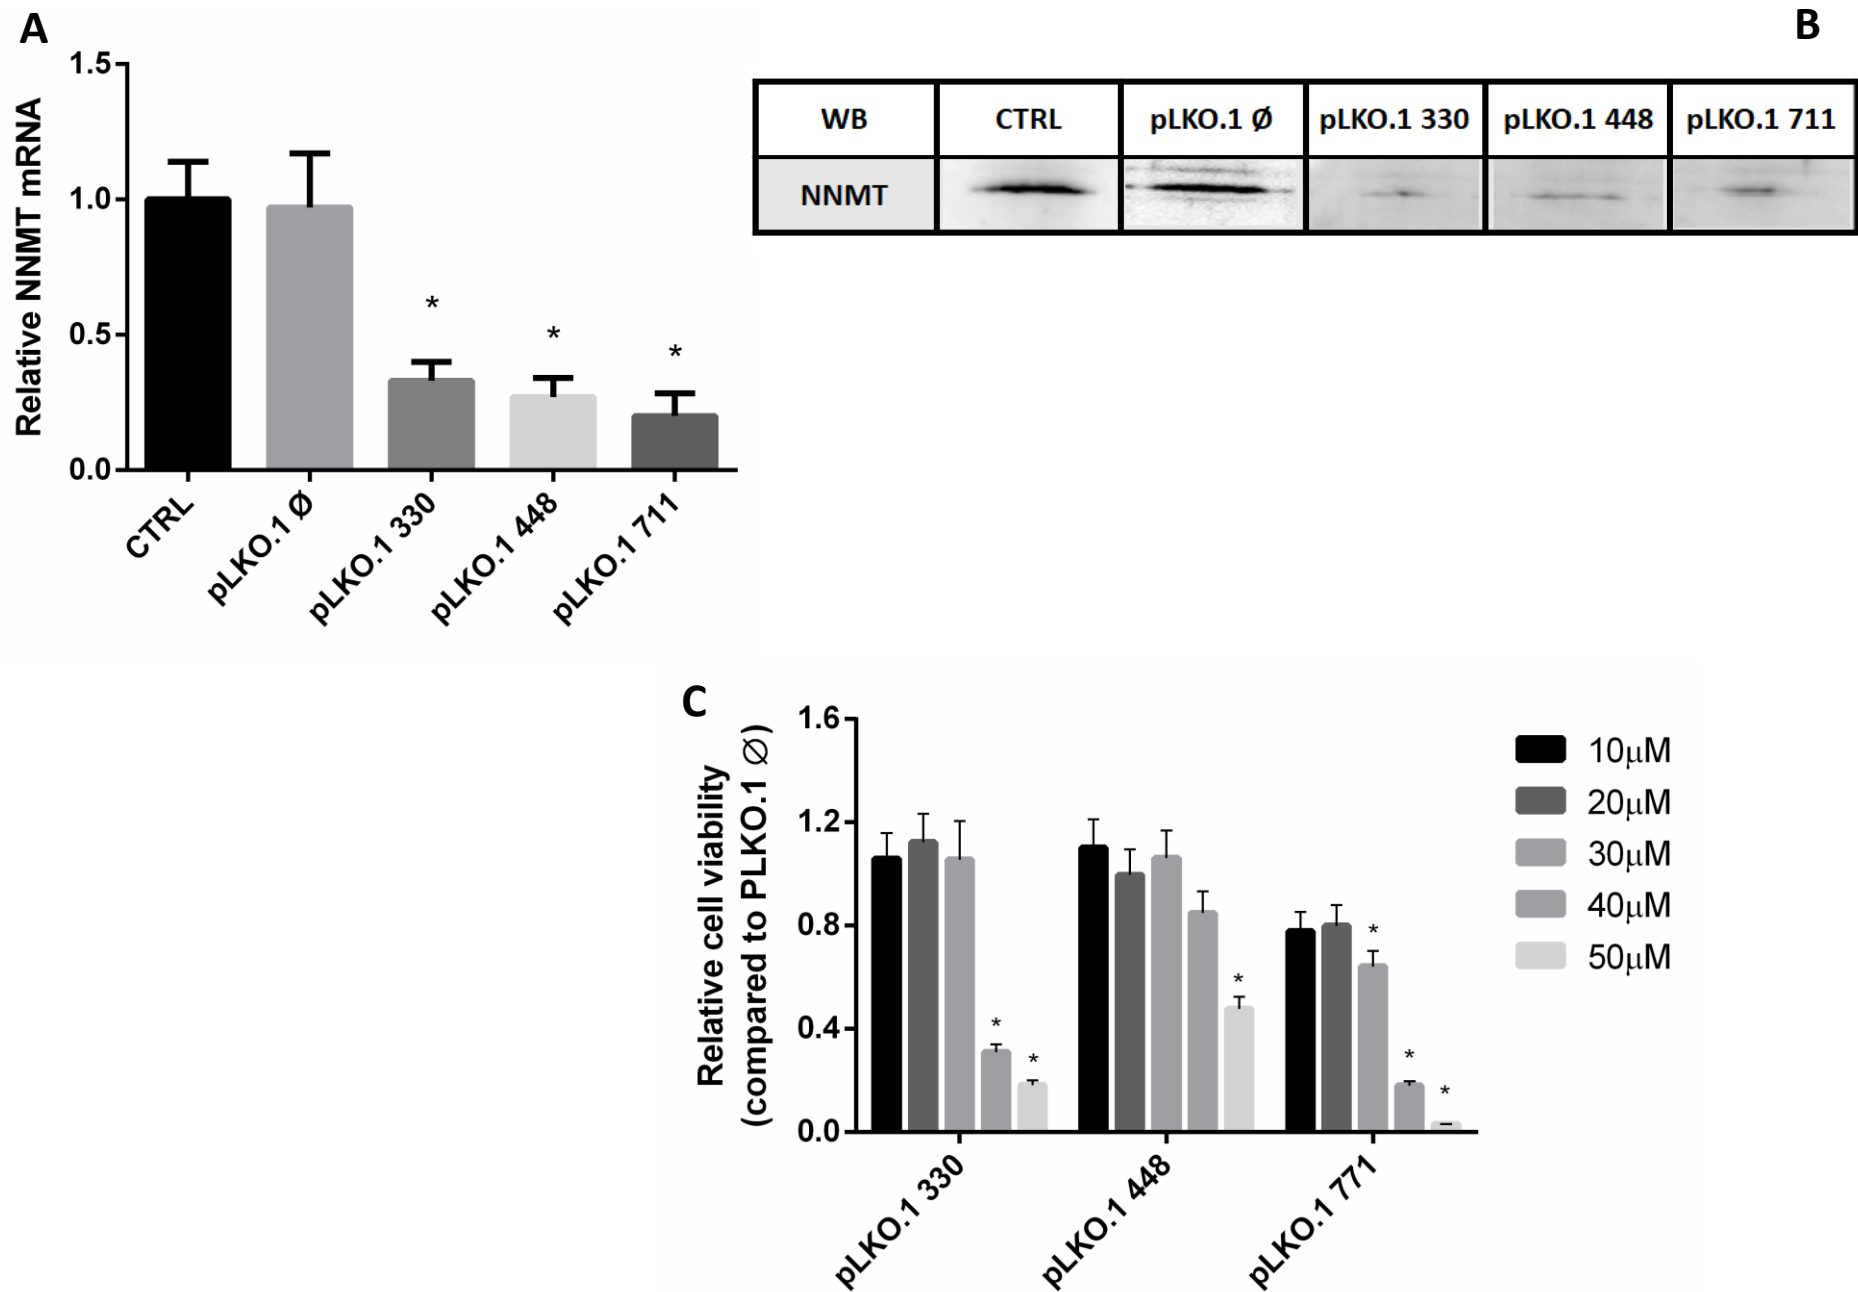 A
B
1.5
1.0
0.5
0.0
Relative NNMT mRNA
*
*
*
CTRL
pLKO.1 Ø
pLKO.1 330
pLKO.1 448
pLKO.1 711
WB CTRL pLKO.1 Ø pLKO.1 330 pLKO.1 448 pLKO.1 711
NNMT
C
1.6
1.2
0.8
0.4
0.0
Relative cell viability
(compared to PLKO.1 ∅)
*
*
*
*
*
*
pLKO.1 330
pLKO.1 448
pLKO.1 771
10μM
20μM
30μM
40μM
50μM